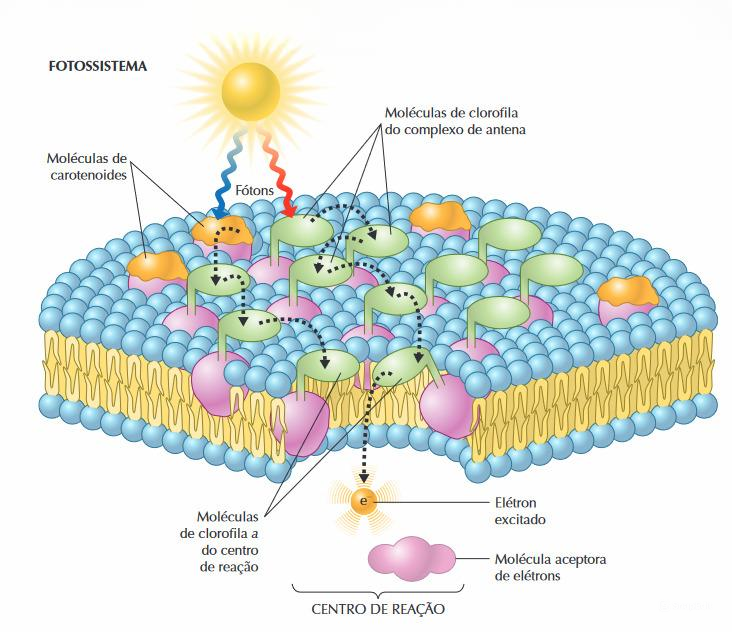 FOTOSSISTEMA
Moléculas de clorofila
do complexo de antena
Moléculas de
carotenoides
Fótons
e
Elétron
excitado
Moléculas
de clorofila a
do centro
de reação
Molécula aceptora
de elétrons
CENTRO DE REAÇÃO